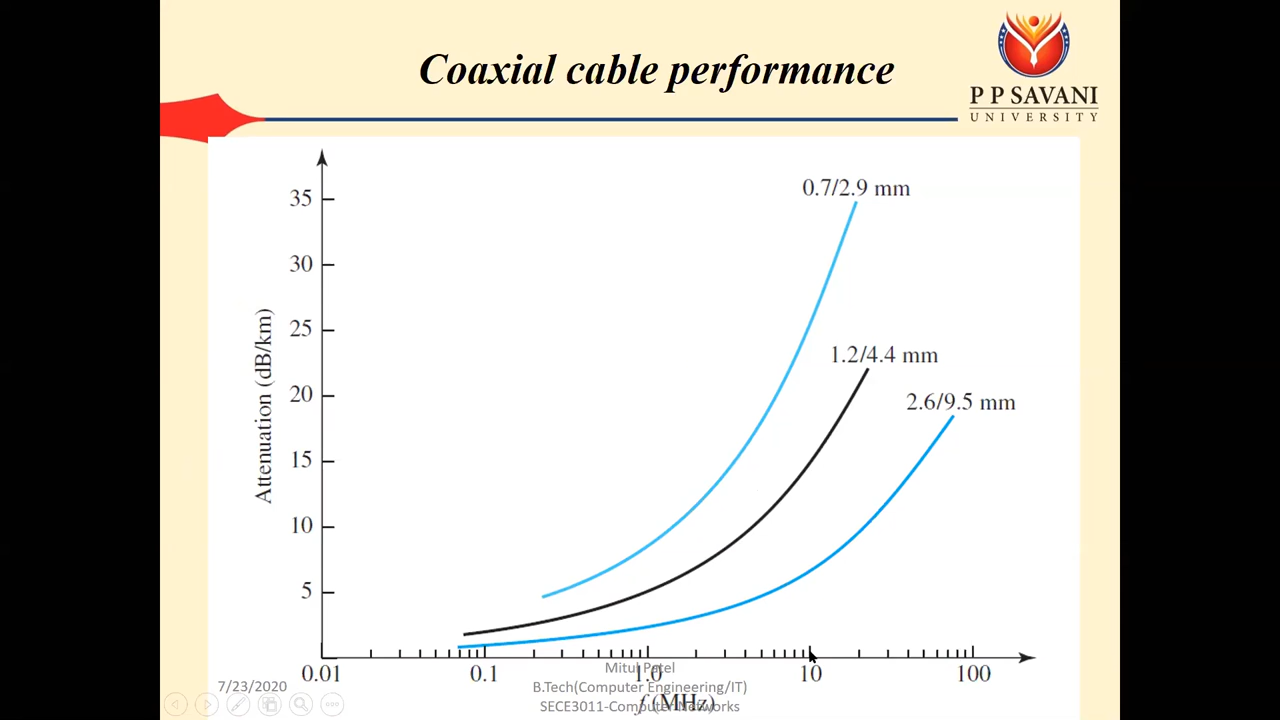 Coaxial cable performance
P P SAVANI
UNIVERSITY
0.7/2.9 mm
1.2/4.4 mm
2.6/9.5 mm
Attenuation (dB/km)
35
30
25
20
15
10
5
0.01
0.1
1.0
10
100
f (MHz)
7/23/2020
Mitul Patel
B.Tech(Computer Engineering/IT)
SECE3011-Computer Networks